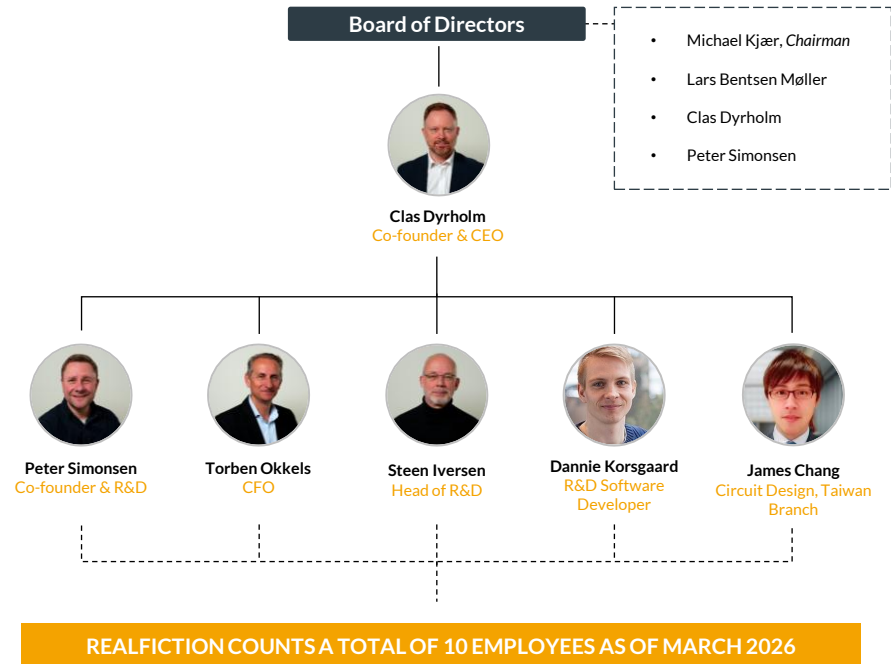 Board of Directors
• Michael Kjær, Chairman
• Lars Bentsen Møller
• Clas Dyrholm
• Peter Simonsen
Clas Dyrholm
Co-founder & CEO
Peter Simonsen
Co-founder & R&D
Torben Okkels
CFO
Steen Iversen
Head of R&D
Dannie Korsgaard
R&D Software
Developer
James Chang
Circuit Design, Taiwan
Branch
REALFICTION COUNTS A TOTAL OF 10 EMPLOYEES AS OF MARCH 2026